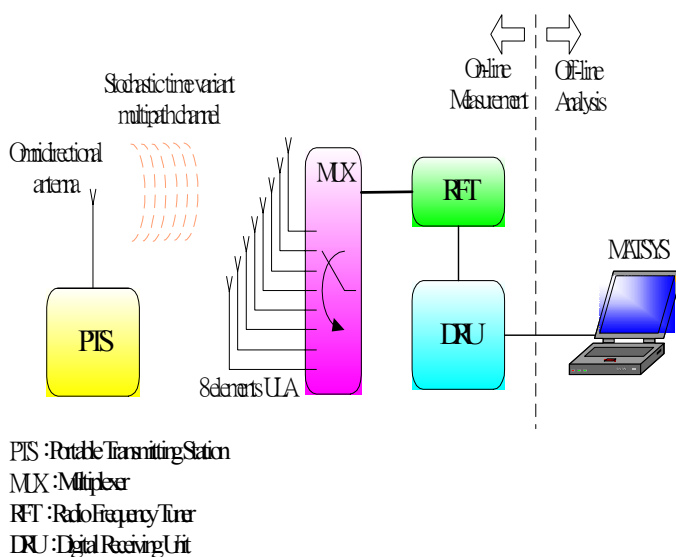 On-line
Measurement
Off-line
Analysis
Stochastic time variant
multipath channel
Omnidirectional
antenna
MUX
RFT
MATSYS
PTS
DRU
8 elements ULA
PTS : Portable Transmitting Station
MUX : Multiplexer
RFT : Radio Frequency Tuner
DRU : Digital Receiving Unit